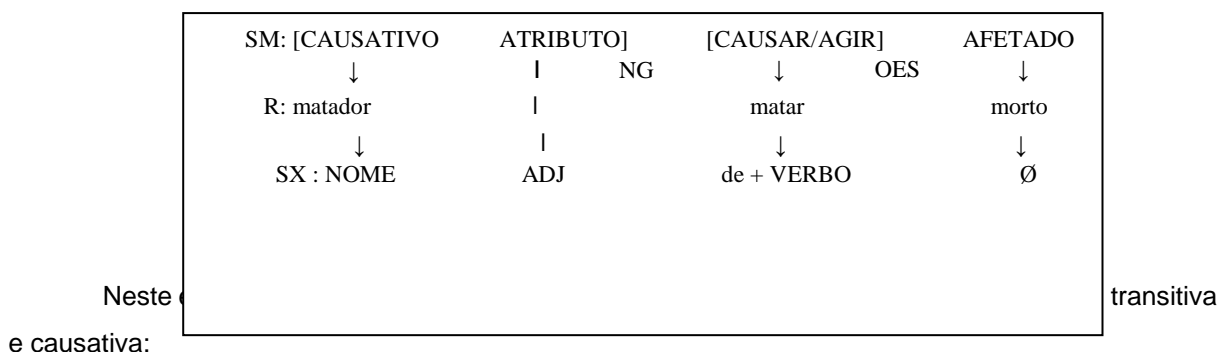 SM: [CAUSATIVO ATRIBUTO] [CAUSAR/AGIR] AFETADO
↓ I NG ↓ OES ↓
R: matador I matar morto
↓ I ↓ ↓
SX : NOME ADJ de + VERBO Ø
Neste transitiva
e causativa: